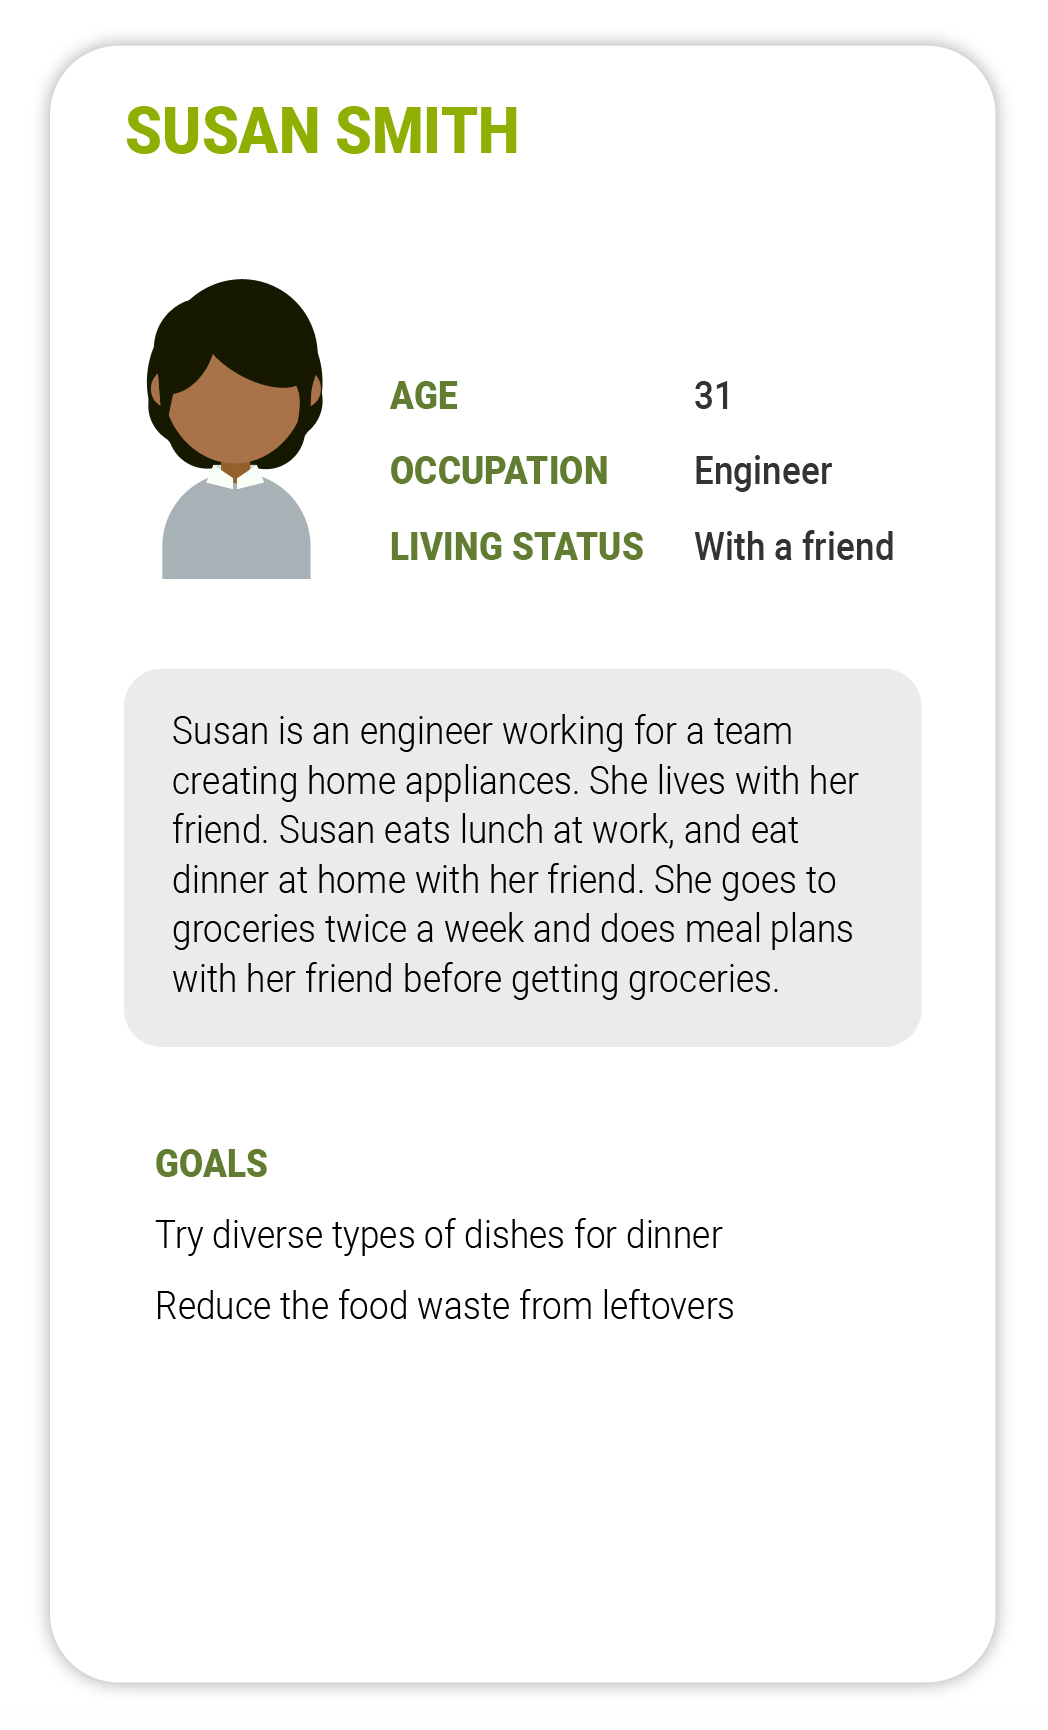 SUSAN SMITH
AGE 31
OCCUPATION Engineer
LIVING STATUS With a friend
Susan is an engineer working for a team
creating home appliances. She lives with her
friend. Susan eats lunch at work, and eat
dinner at home with her friend. She goes to
groceries twice a week and does meal plans
with her friend before getting groceries.
GOALS
Try diverse types of dishes for dinner
Reduce the food waste from leftovers